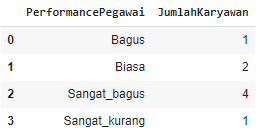 PerformancePegawai JumlahKaryawan
0 Bagus 1
1 Biasa 2
2 Sangat_bagus 4
3 Sangat_kurang 1